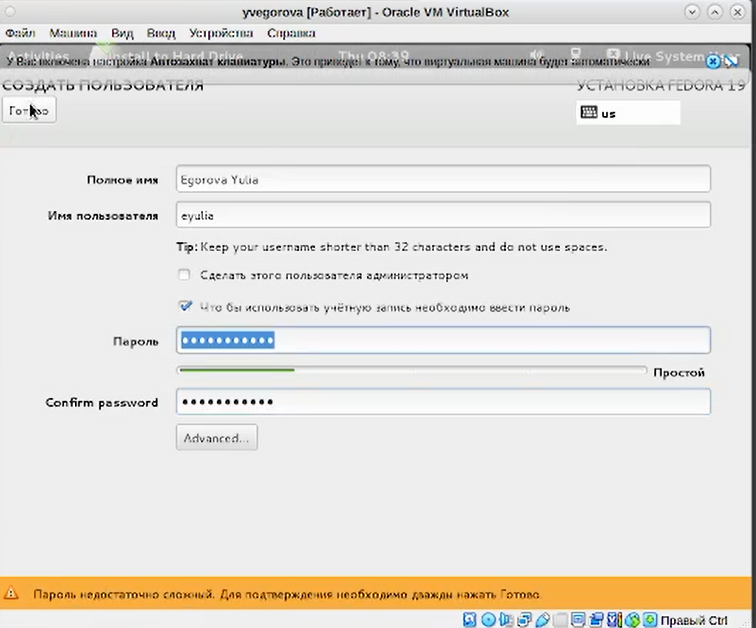 yvegorova [Работает] - Oracle VM VirtualBox
Файл Машина Вид Ввод Устройства Справка
Activities Install to Hard Drive Thu 08:39 Live System User
У Вас включена настройка Автозахват клавиатуры. Это приведет к тому, что виртуальная машина будет автоматически
СОЗДАТЬ ПОЛЬЗОВАТЕЛЯ УСТАНОВКА FEDORA 19
Готово us
Полное имя Egorova Yulia
Имя пользователя eyulia
Tip: Keep your username shorter than 32 characters and do not use spaces.
Сделать этого пользователя администратором
Что бы использовать учётную запись необходимо ввести пароль
Пароль •••••••••••
Простой
Confirm password •••••••••••
Advanced...
Пароль недостаточно сложный. Для подтверждения необходимо дважды нажать Готово.
Правый Ctrl